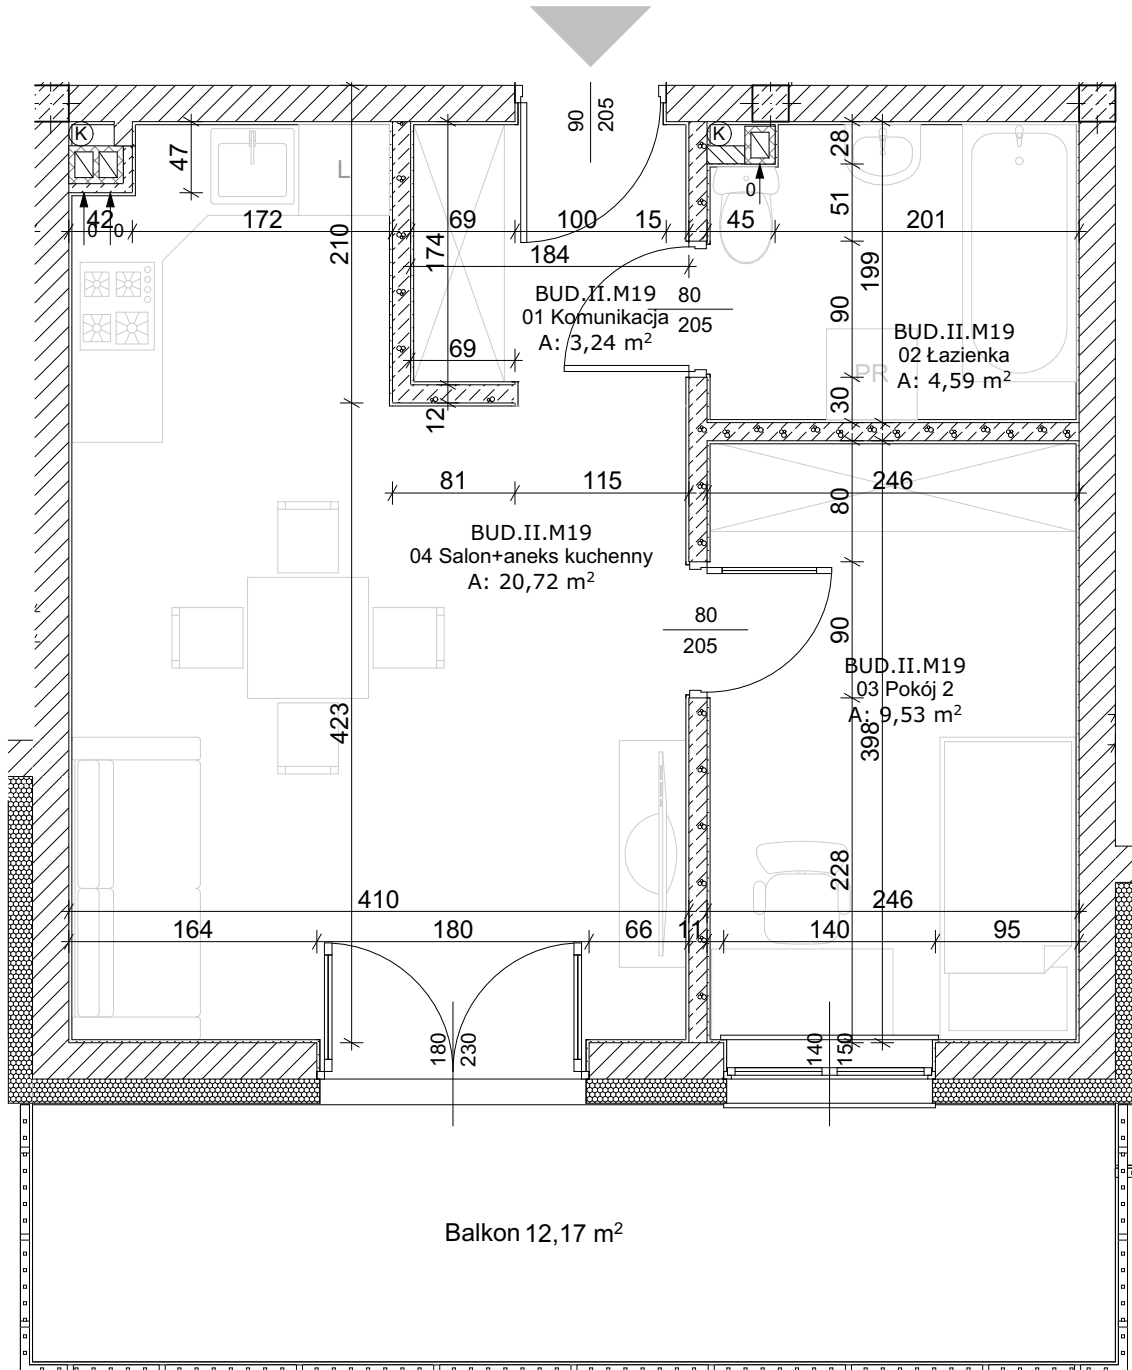 90
205
K
K
47
28
L
51
0
42
0
0
172
210
69
174
100
15
45
201
184
199
BUD.II.M19
01 Komunikacja
A: 3,24 m²
80
205
90
BUD.II.M19
02 Łazienka
A: 4,59 m²
69
PR
30
12
81
115
80
246
BUD.II.M19
04 Salon+aneks kuchenny
A: 20,72 m²
80
205
90
BUD.II.M19
03 Pokój 2
A: 9,53 m²
423
398
228
410
246
164
180
66
11
140
95
180
230
140
150
Balkon 12,17 m²